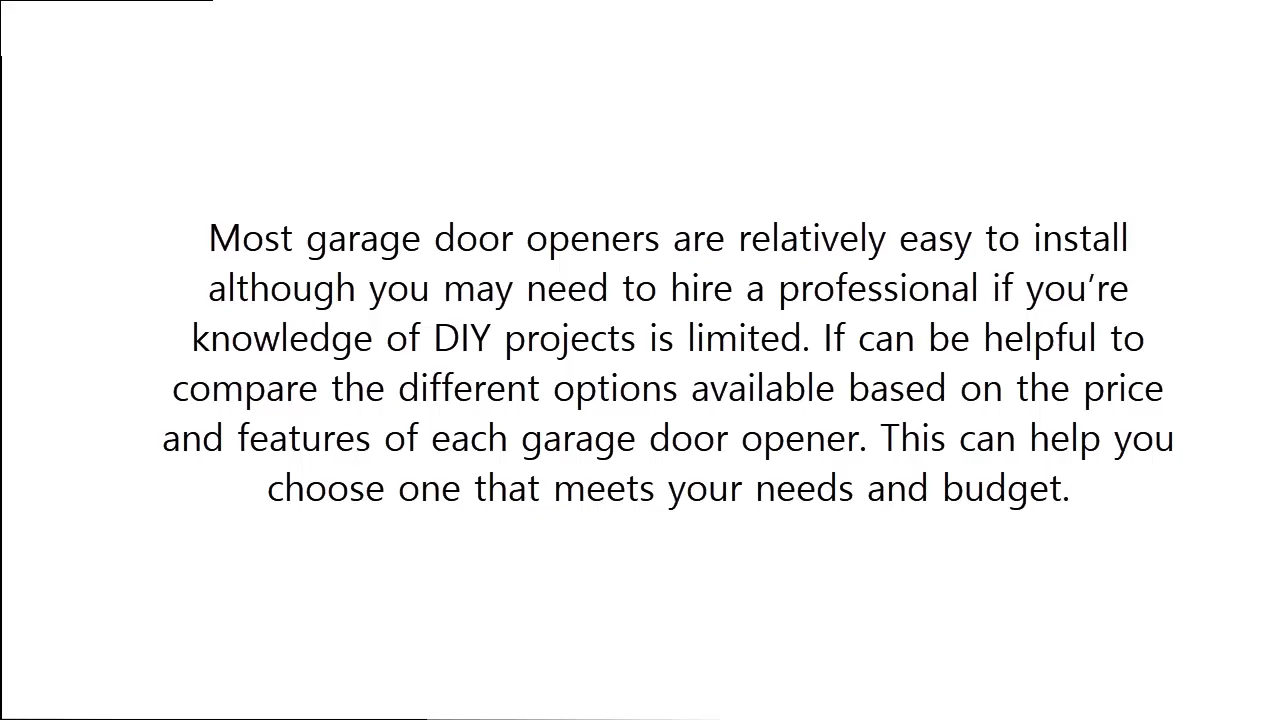 Most garage door openers are relatively easy to install
although you may need to hire a professional if you’re
knowledge of DIY projects is limited. If can be helpful to
compare the different options available based on the price
and features of each garage door opener. This can help you
choose one that meets your needs and budget.